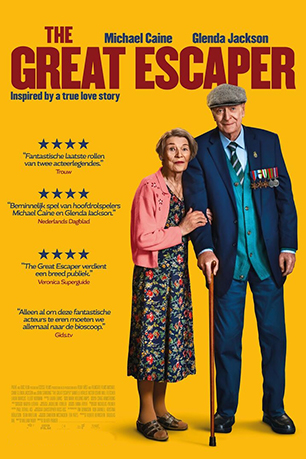 Michael Caine Glenda Jackson
THE
GREAT ESCAPER
Inspired by a true love story
"Fantastische laatste rollen
van twee acteerlegendes."
Trouw
"Beminnelijk spel van hoofdrolspelers
Michael Caine en Glenda Jackson."
Nederlands Dagblad
"The Great Escaper verdient
een breed publiek."
Veronica Superguide
"Alleen al om deze fantastische
acteurs te eren moeten we
allemaal naar de bioscoop."
Gids.tv